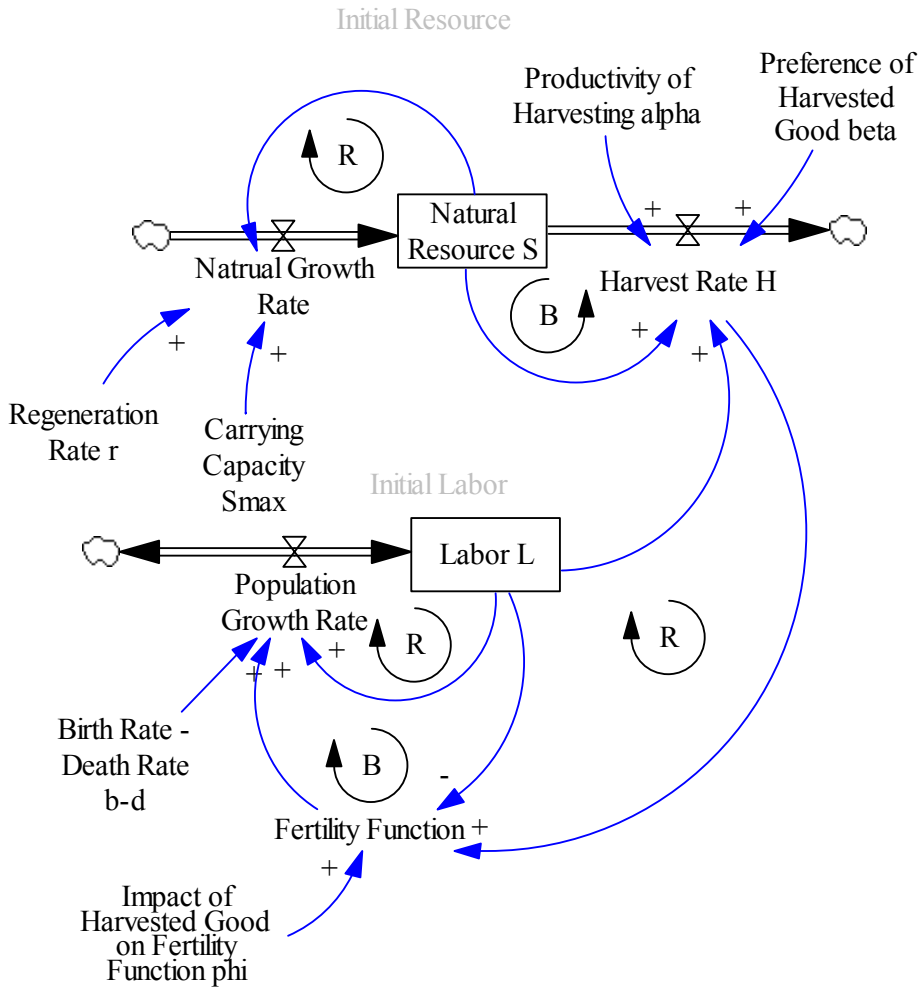 Initial Resource
Productivity of
Harvesting alpha
Preference of
Harvested
Good beta
R
Natural
Resource S
+
+
Natrual Growth
Rate
Harvest Rate H
B
+
+
+
+
Regeneration
Rate r
Carrying
Capacity
Smax
Initial Labor
Labor L
Population
Growth Rate
R
R
+
+
+
Birth Rate -
Death Rate
b-d
B
-
Fertility Function
+
+
Impact of
Harvested Good
on Fertility
Function phi